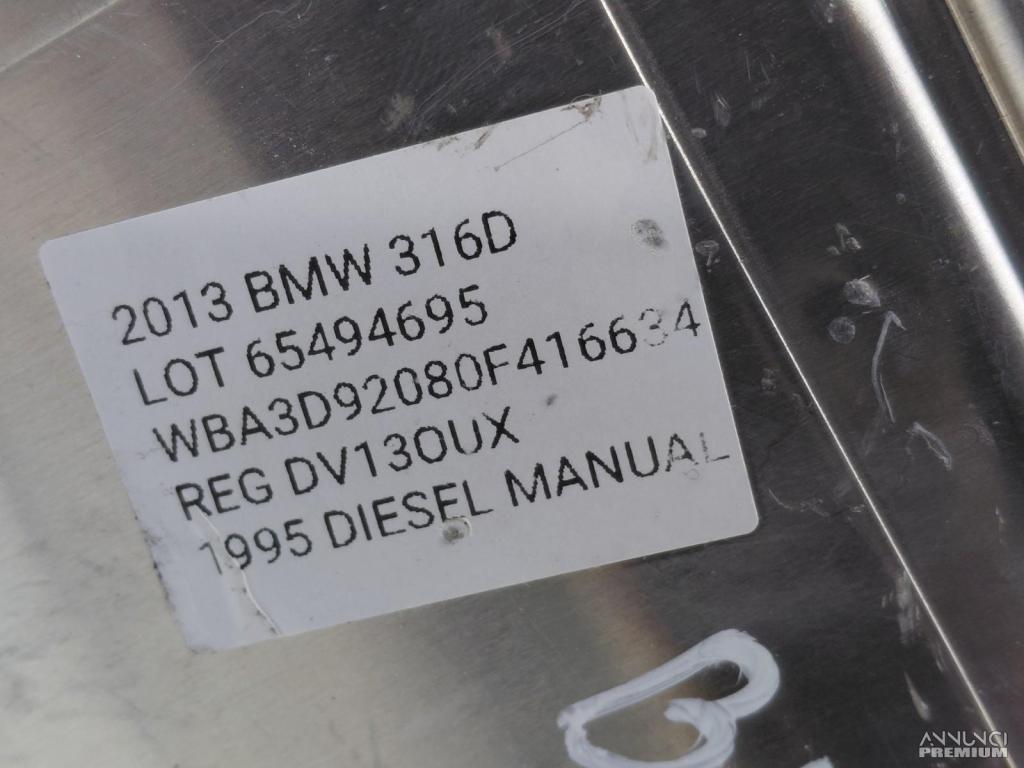 2013 BMW 316D
LOT 65494695
WBA3D92080F416634
REG DV13OUX
1995 DIESEL MANUAL
B
ANNUNCI
PREMIUM